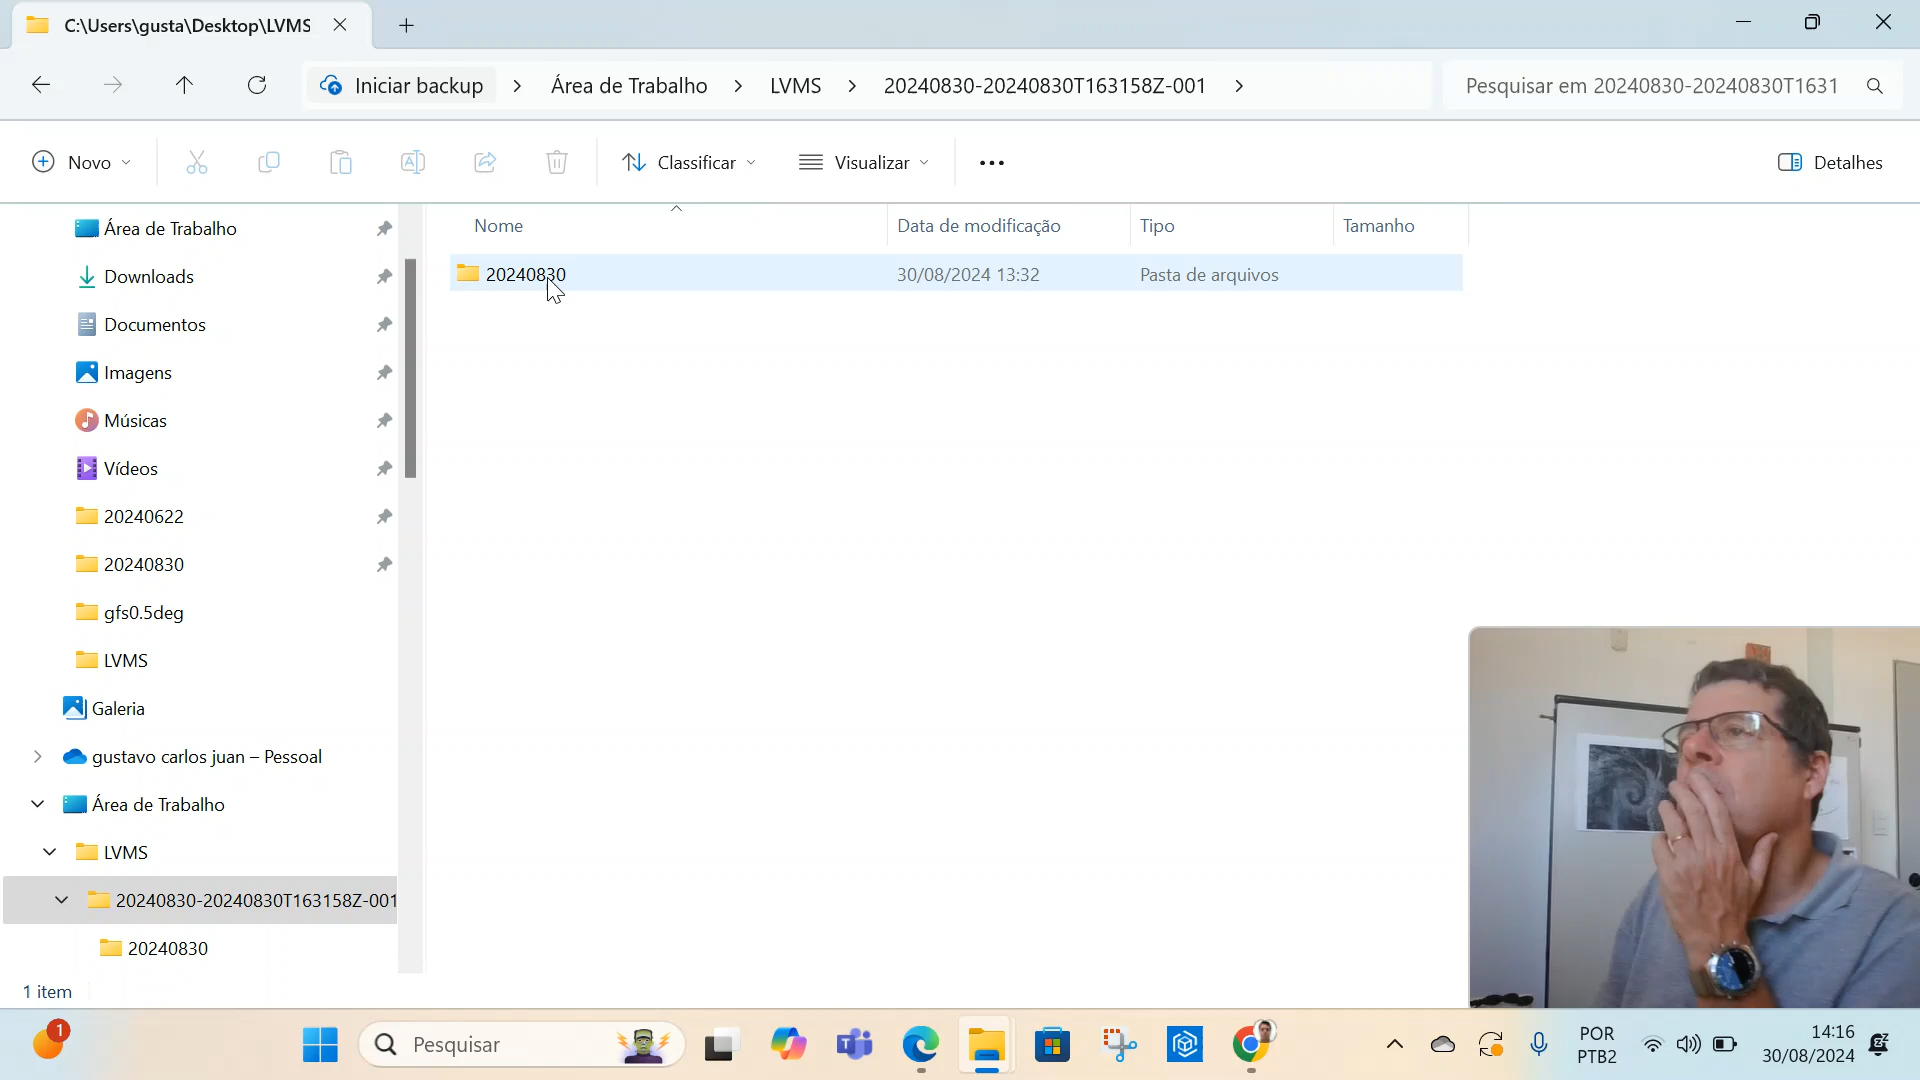 C:\Users\gusta\Desktop\LVMS
Iniciar backup > Área de Trabalho > LVMS > 20240830-20240830T163158Z-001 >
Pesquisar em 20240830-20240830T1631
Novo
Classificar
Visualizar
Detalhes
Nome
Data de modificação
Tipo
Tamanho
20240830
30/08/2024 13:32
Pasta de arquivos
Área de Trabalho
Downloads
Documentos
Imagens
Músicas
Vídeos
20240622
20240830
gfs0.5deg
LVMS
Galeria
gustavo carlos juan – Pessoal
Área de Trabalho
LVMS
20240830-20240830T163158Z-001
20240830
1 item
1
Pesquisar
POR
PTB2
14:16
30/08/2024